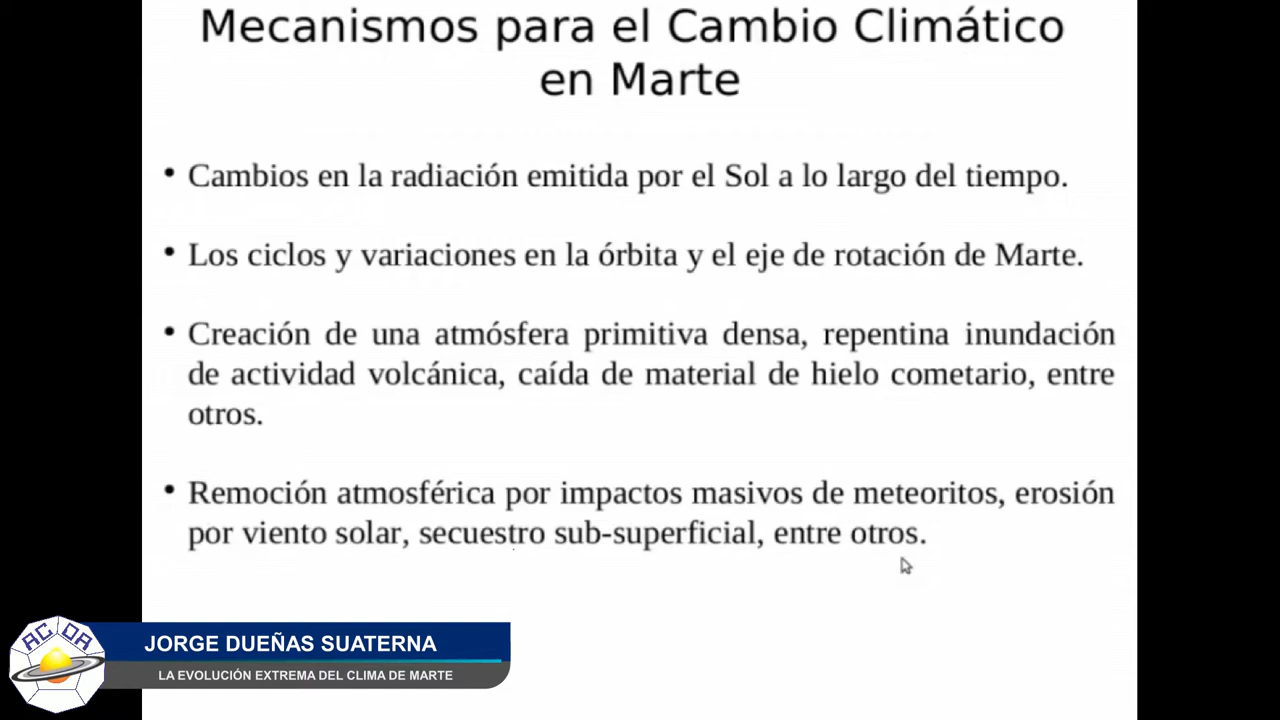 Mecanismos para el Cambio Climático
en Marte
• Cambios en la radiación emitida por el Sol a lo largo del tiempo.
• Los ciclos y variaciones en la órbita y el eje de rotación de Marte.
• Creación de una atmósfera primitiva densa, repentina inundación
de actividad volcánica, caída de material de hielo cometario, entre
otros.
• Remoción atmosférica por impactos masivos de meteoritos, erosión
por viento solar, secuestro sub-superficial, entre otros.
ACDA
JORGE DUEÑAS SUATERNA
LA EVOLUCIÓN EXTREMA DEL CLIMA DE MARTE